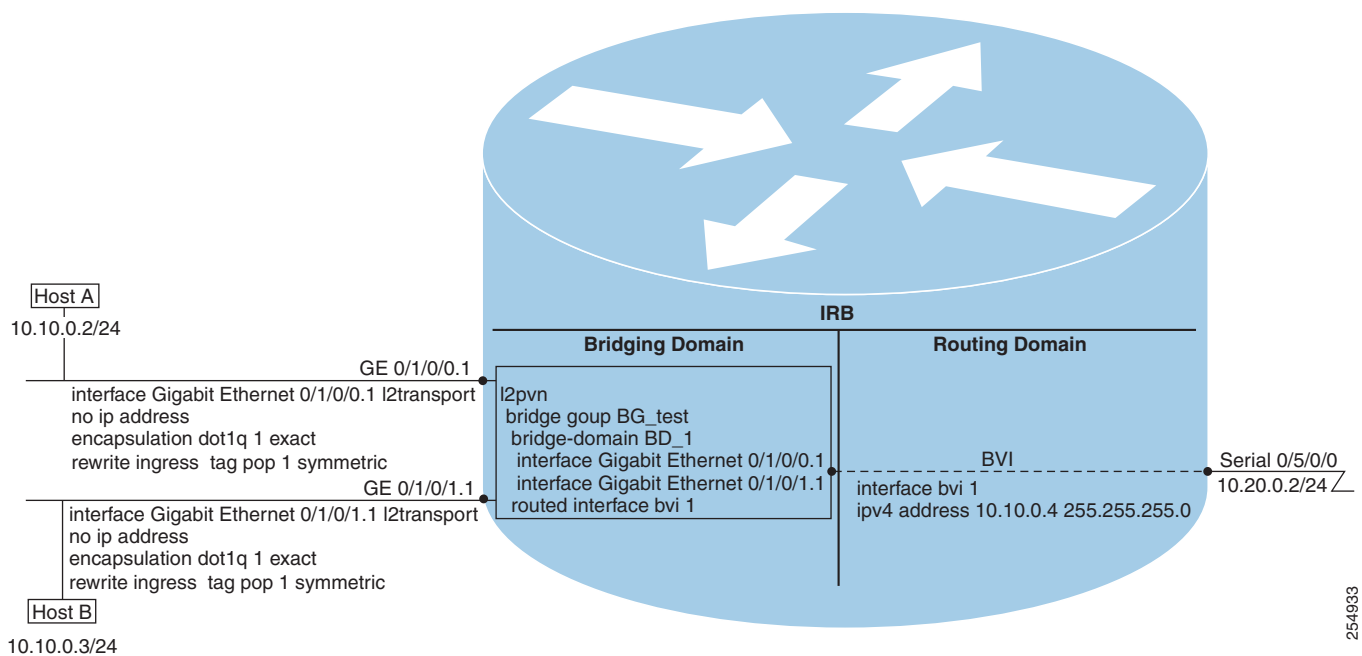 IRB
Bridging Domain
Routing Domain
Host A
10.10.0.2/24
GE 0/1/0/0.1
interface Gigabit Ethernet 0/1/0/0.1 l2transport
no ip address
encapsulation dot1q 1 exact
rewrite ingress tag pop 1 symmetric
GE 0/1/0/1.1
interface Gigabit Ethernet 0/1/0/1.1 l2transport
no ip address
encapsulation dot1q 1 exact
rewrite ingress tag pop 1 symmetric
Host B
10.10.0.3/24
l2pvn
bridge goup BG_test
bridge-domain BD_1
interface Gigabit Ethernet 0/1/0/0.1
interface Gigabit Ethernet 0/1/0/1.1
routed interface bvi 1
BVI
interface bvi 1
ipv4 address 10.10.0.4 255.255.255.0
Serial 0/5/0/0
10.20.0.2/24
254933